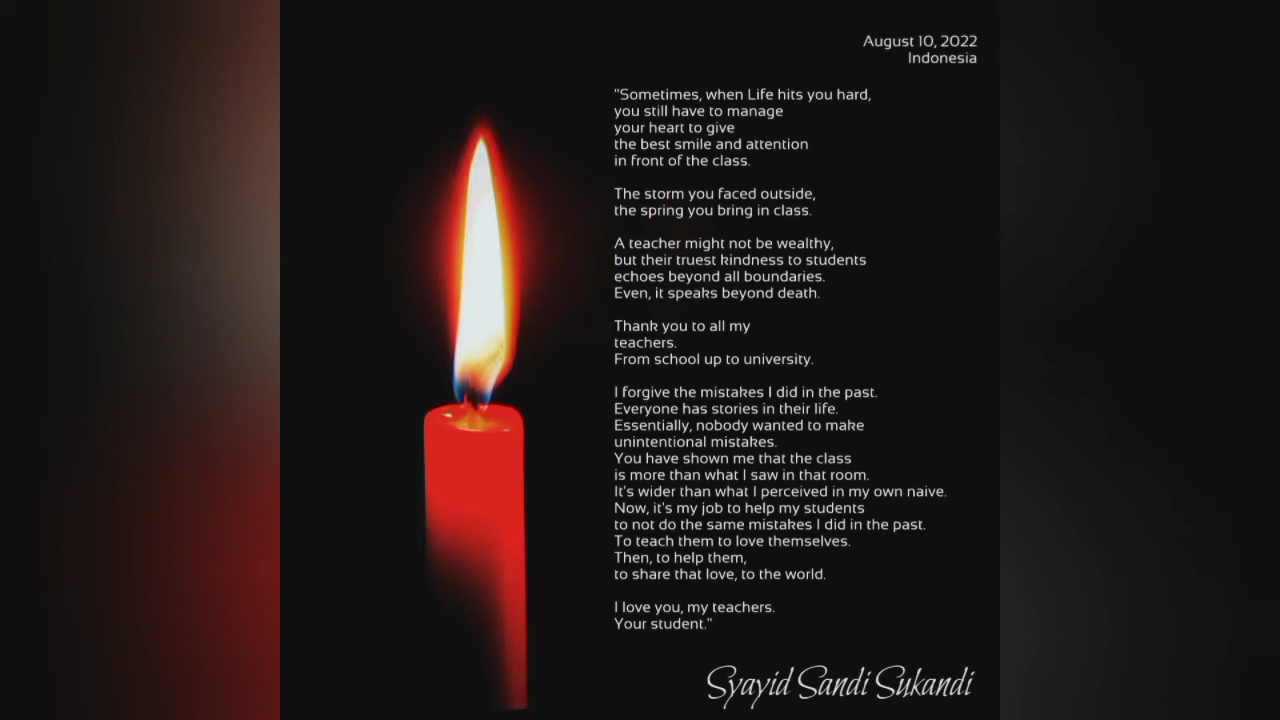 August 10, 2022
Indonesia
"Sometimes, when Life hits you hard,
you still have to manage
your heart to give
the best smile and attention
in front of the class.
The storm you faced outside,
the spring you bring in class.
A teacher might not be wealthy,
but their truest kindness to students
echoes beyond all boundaries.
Even, it speaks beyond death.
Thank you to all my
teachers.
From school up to university.
I forgive the mistakes I did in the past.
Everyone has stories in their life.
Essentially, nobody wanted to make
unintentional mistakes.
You have shown me that the class
is more than what I saw in that room.
It's wider than what I perceived in my own naive.
Now, it's my job to help my students
to not do the same mistakes I did in the past.
To teach them to love themselves.
Then, to help them,
to share that love, to the world.
I love you, my teachers.
Your student."
Syayid Sandi Sukandi